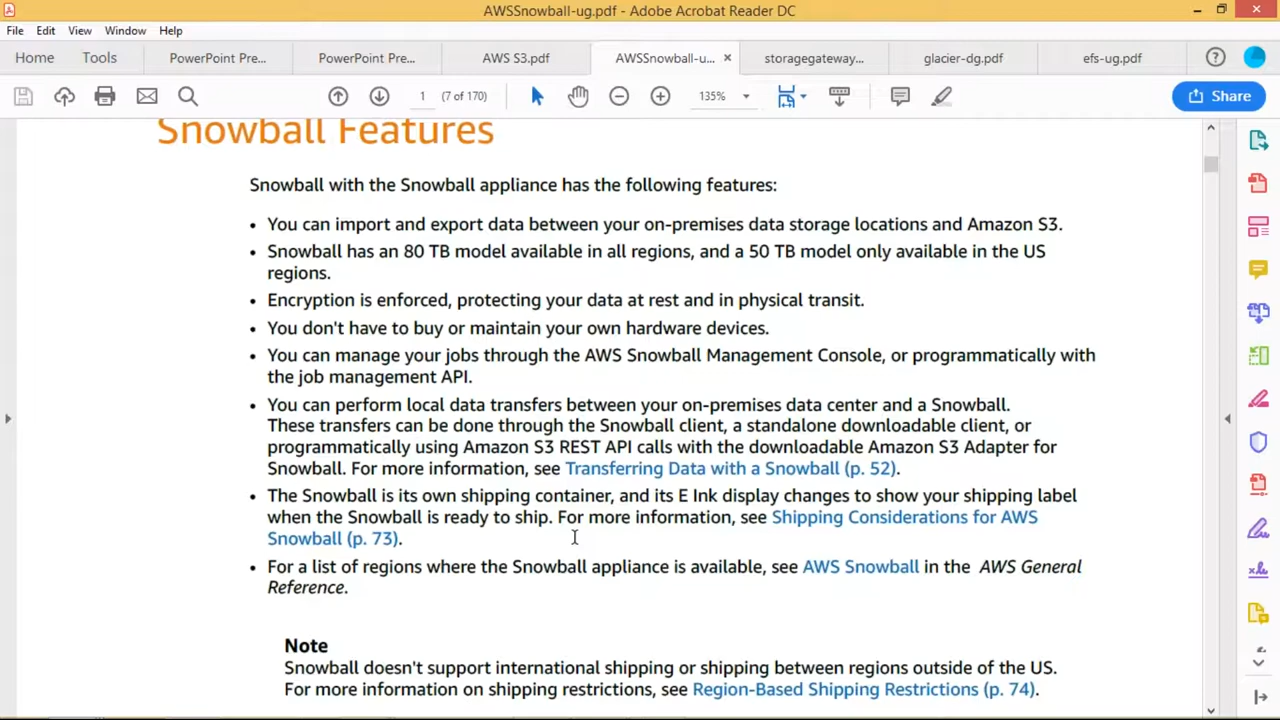 AWSSnowball-ug.pdf - Adobe Acrobat Reader DC
File Edit View Window Help
Home Tools PowerPoint Pre... PowerPoint Pre... AWS S3.pdf AWSSnowball-u... × storagegateway... glacier-dg.pdf efs-ug.pdf
1 (7 of 170) 135% Share
Snowball Features
Snowball with the Snowball appliance has the following features:
• You can import and export data between your on-premises data storage locations and Amazon S3.
• Snowball has an 80 TB model available in all regions, and a 50 TB model only available in the US
regions.
• Encryption is enforced, protecting your data at rest and in physical transit.
• You don't have to buy or maintain your own hardware devices.
• You can manage your jobs through the AWS Snowball Management Console, or programmatically with
the job management API.
• You can perform local data transfers between your on-premises data center and a Snowball.
These transfers can be done through the Snowball client, a standalone downloadable client, or
programmatically using Amazon S3 REST API calls with the downloadable Amazon S3 Adapter for
Snowball. For more information, see Transferring Data with a Snowball (p. 52).
• The Snowball is its own shipping container, and its E Ink display changes to show your shipping label
when the Snowball is ready to ship. For more information, see Shipping Considerations for AWS
Snowball (p. 73).
• For a list of regions where the Snowball appliance is available, see AWS Snowball in the AWS General
Reference.
Note
Snowball doesn't support international shipping or shipping between regions outside of the US.
For more information on shipping restrictions, see Region-Based Shipping Restrictions (p. 74).